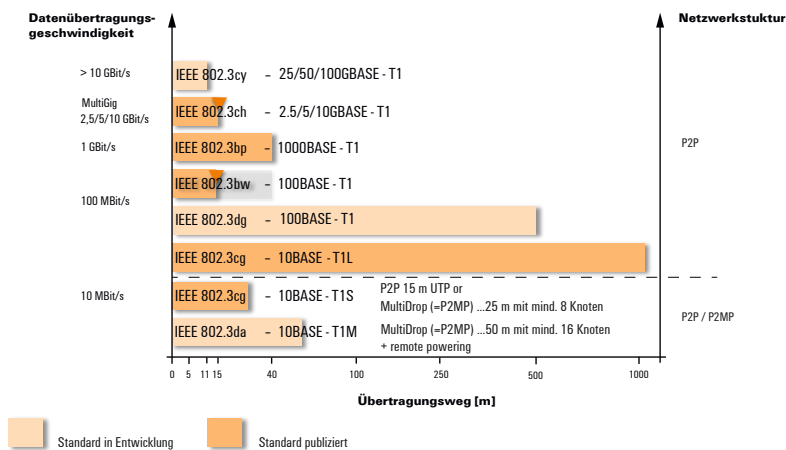 Datenübertragungs-
geschwindigkeit
Netzwerkstuktur
> 10 GBit/s
IEEE 802.3cy – 25/50/100GBASE - T1
MultiGig
2,5/5/10 GBit/s
IEEE 802.3ch – 2.5/5/10GBASE - T1
1 GBit/s
IEEE 802.3bp – 1000BASE - T1
P2P
IEEE 802.3bw – 100BASE - T1
100 MBit/s
IEEE 802.3dg – 100BASE - T1
IEEE 802.3cg – 10BASE - T1L
10 MBit/s
IEEE 802.3cg – 10BASE - T1S
P2P 15 m UTP or
MultiDrop (=P2MP) ...25 m mit mind. 8 Knoten
P2P / P2MP
IEEE 802.3da – 10BASE - T1M
MultiDrop (=P2MP) ...50 m mit mind. 16 Knoten
+ remote powering
0 5 11 15 40 100 250 500 1000
Übertragungsweg [m]
Standard in Entwicklung
Standard publiziert